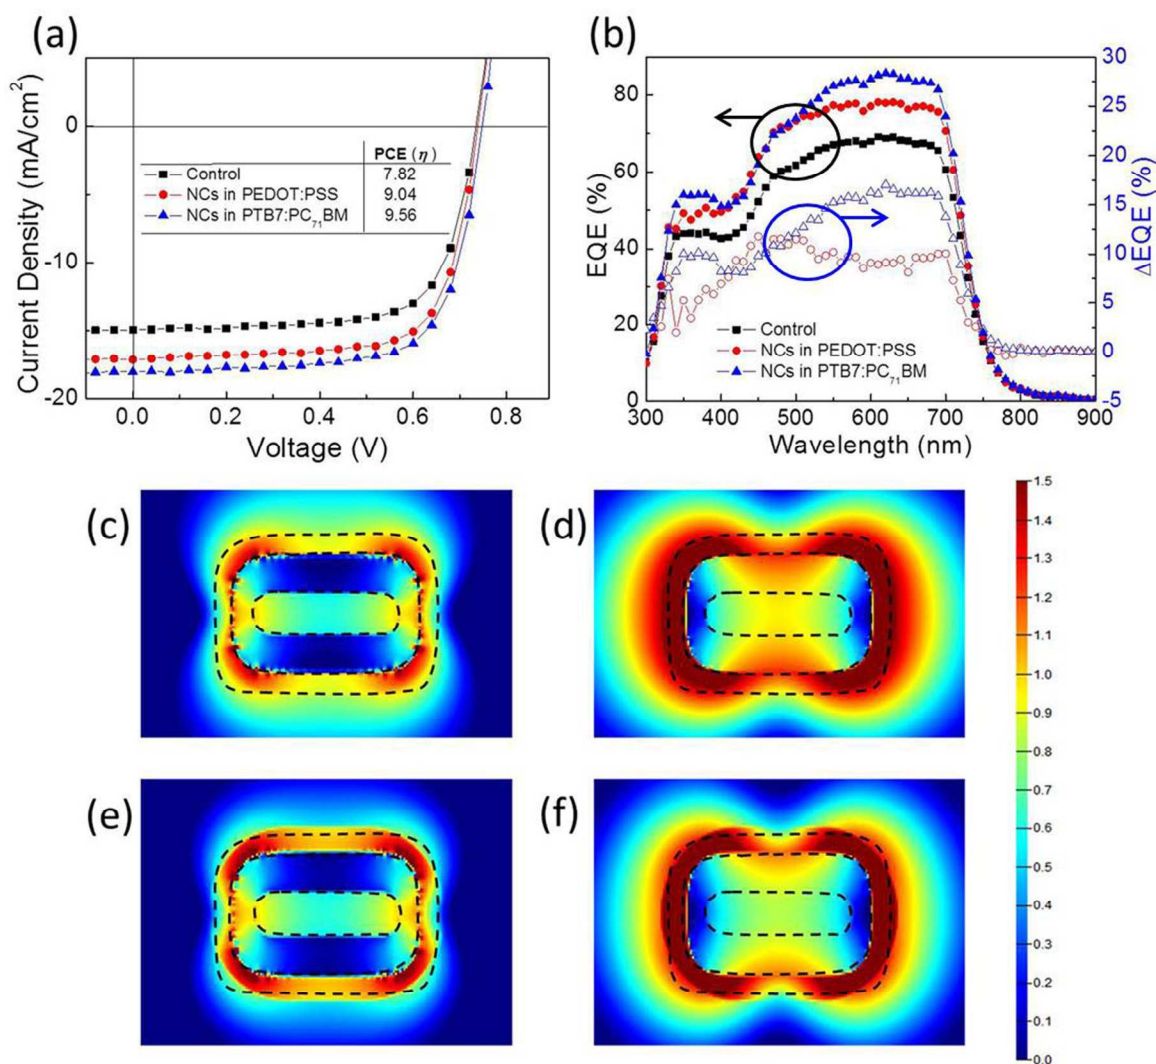 (a)
Current Density (mA/cm²)
0
-10
-20
0.0
0.2
0.4
0.6
0.8
Voltage (V)
PCE (η)
Control 7.82
NCs in PEDOT:PSS 9.04
NCs in PTB7:PC₇₁BM 9.56
(b)
EQE (%)
80
60
40
20
0
300 400 500 600 700 800 900
Wavelength (nm)
30
25
20
15
10
5
0
-5
ΔEQE (%)
Control
NCs in PEDOT:PSS
NCs in PTB7:PC₇₁BM
(c)
(d)
(e)
(f)
1.5
1.4
1.3
1.2
1.1
1.0
0.9
0.8
0.7
0.6
0.5
0.4
0.3
0.2
0.1
0.0